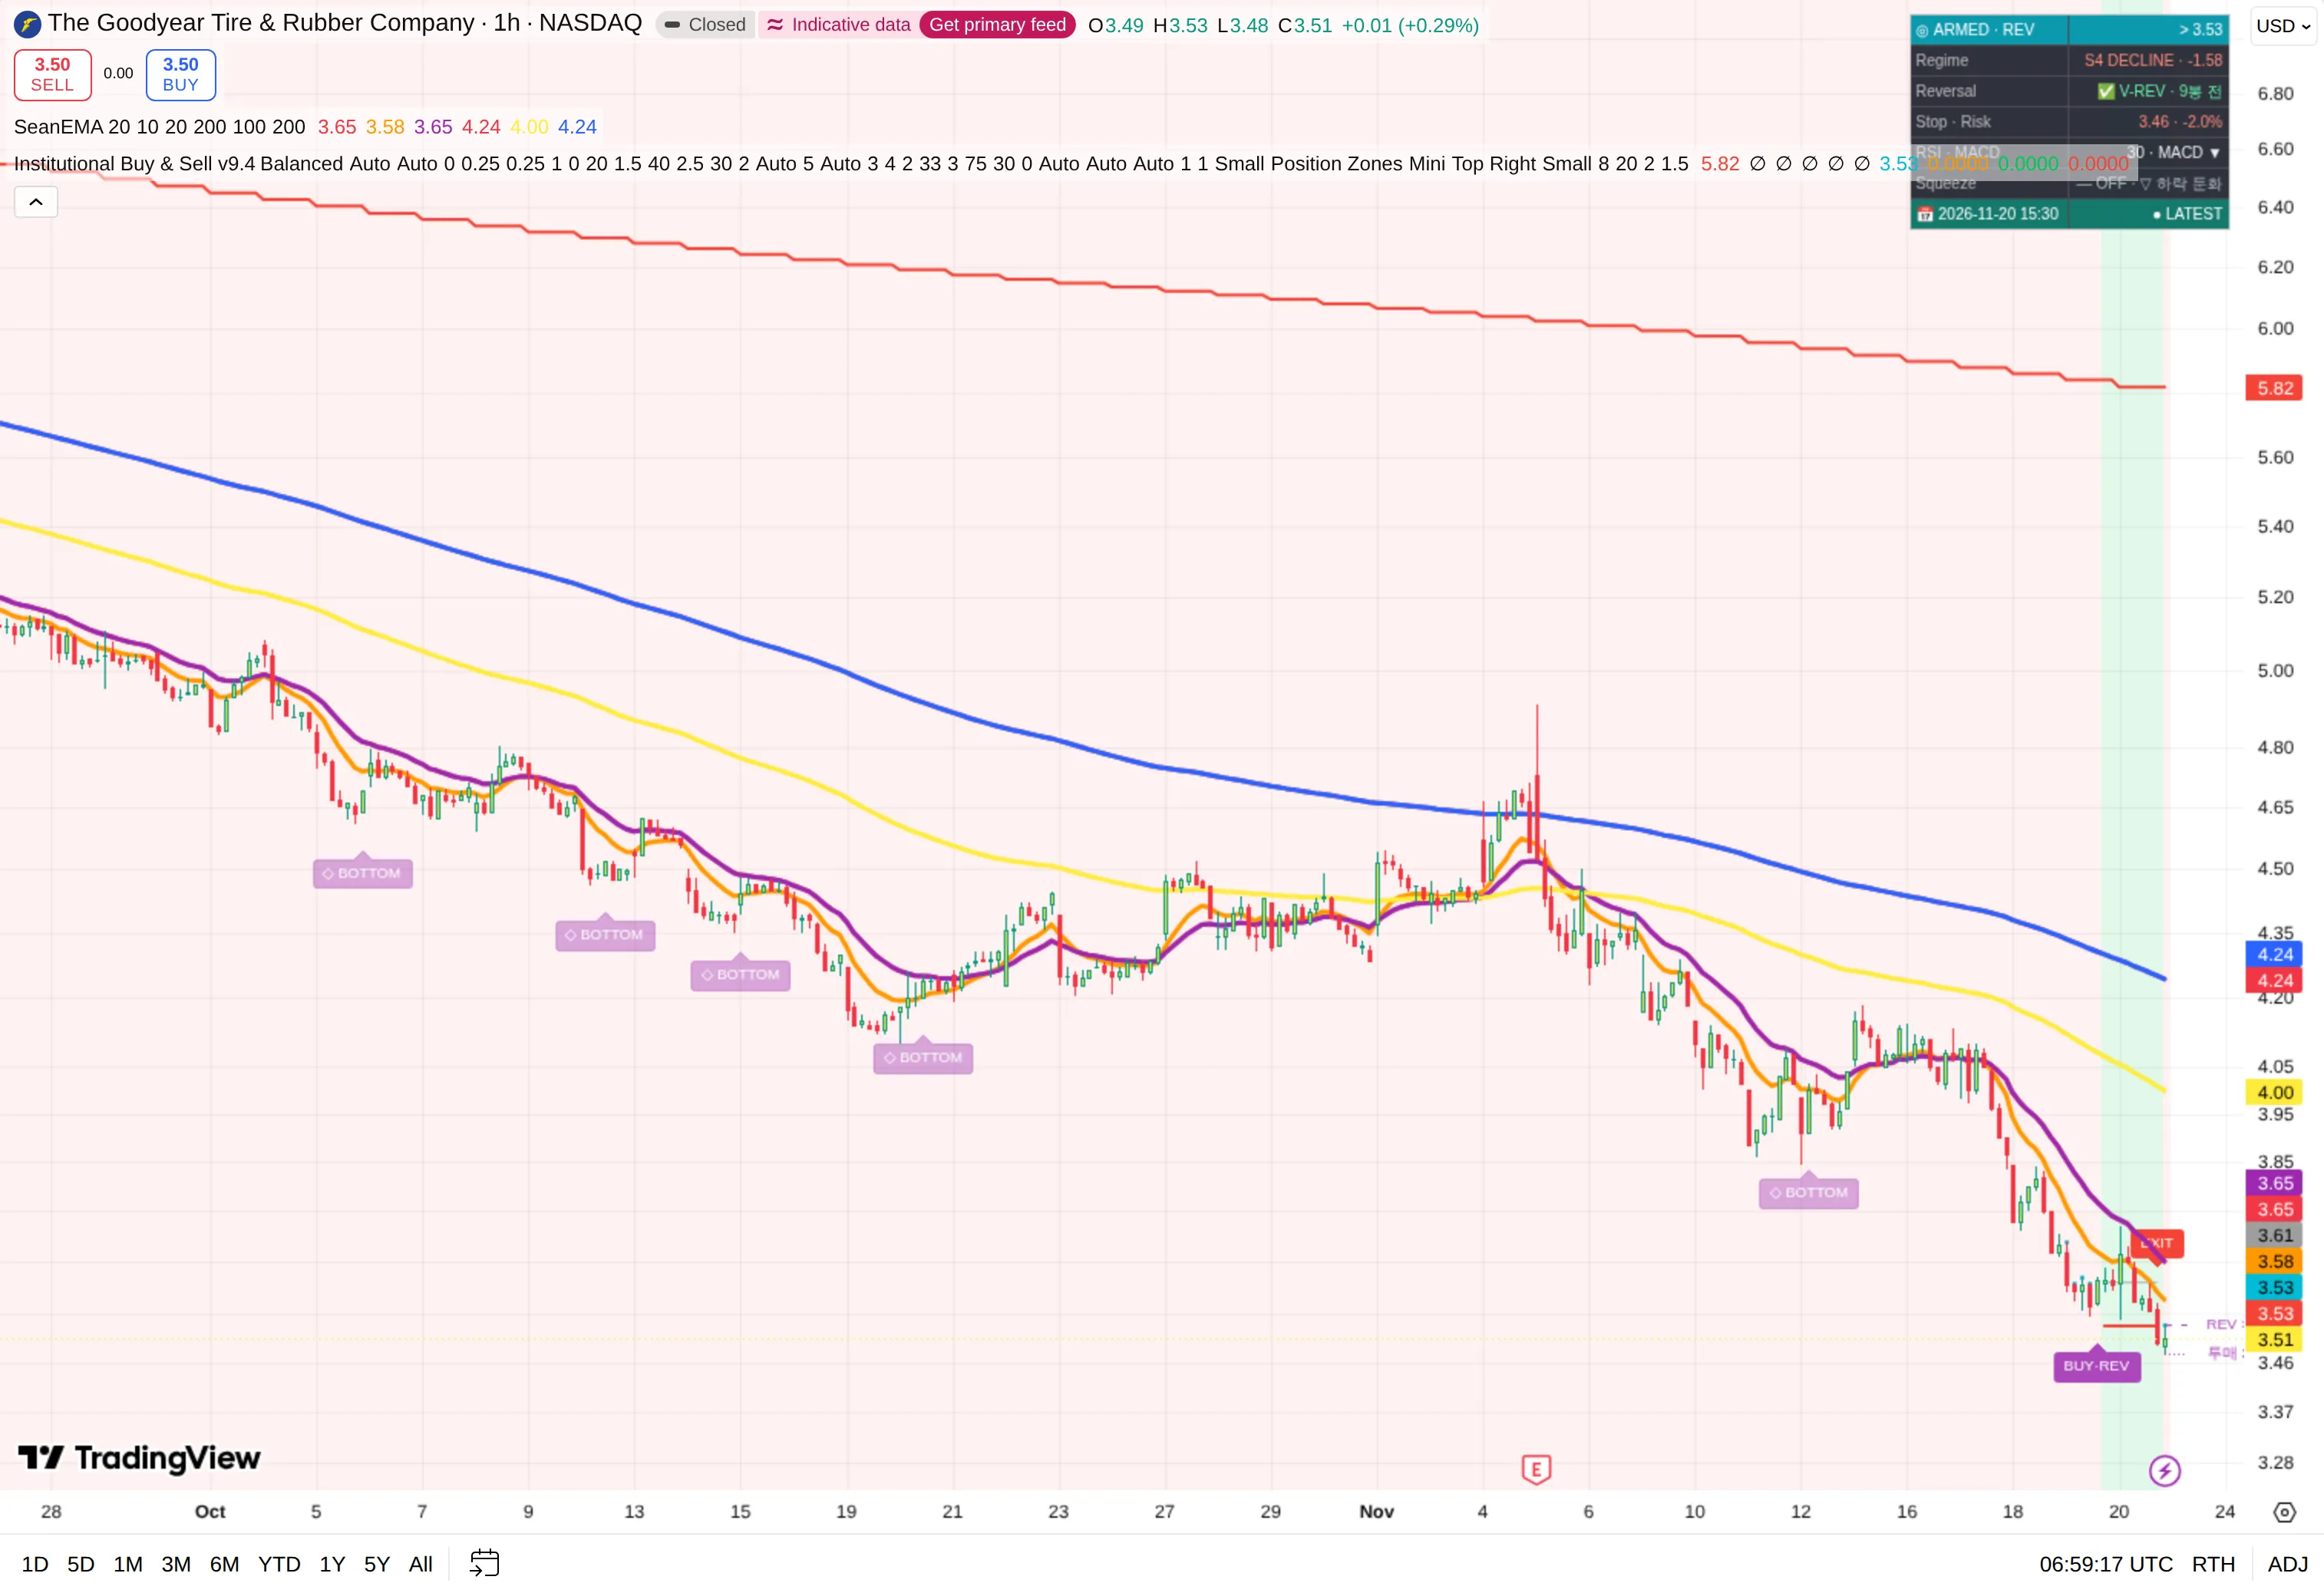 The Goodyear Tire & Rubber Company · 1h · NASDAQ Closed Indicative data Get primary feed O3.49 H3.53 L3.48 C3.51 +0.01 (+0.29%)
USD
3.50 SELL
0.00
3.50 BUY
SeanEMA 20 10 20 200 100 200 3.65 3.58 3.65 4.24 4.00 4.24
Institutional Buy & Sell v9.4 Balanced Auto Auto 0 0.25 0.25 1 0 20 1.5 40 2.5 30 2 Auto 5 Auto 3 4 2 33 3 75 30 0 Auto Auto Auto 1 1 Small Position Zones Mini Top Right Small 8 20 2 1.5 5.82 ∅ ∅ ∅ ∅ ∅ 3.53 0.0000 0.0000 0.0000
◎ ARMED · REV > 3.53
Regime S4 DECLINE · -1.58
Reversal ✅ V-REV · 9봉 전
Stop · Risk 3.46 · -2.0%
RSI · MACD 30 · MACD ▼
Squeeze — OFF · ▽ 하락 둔화
📅 2026-11-20 15:30 ● LATEST
6.80
6.60
6.40
6.20
6.00
5.82
5.60
5.40
5.20
5.00
4.80
4.65
4.50
4.35
4.24
4.24
4.20
4.05
4.00
3.95
3.85
3.65
3.65
3.61
3.58
3.53
3.53
3.51
3.46
3.37
3.28
◇ BOTTOM
◇ BOTTOM
◇ BOTTOM
◇ BOTTOM
◇ BOTTOM
EXIT
REV
투매
BUY·REV
TradingView
E
28 Oct 5 7 9 13 15 19 21 23 27 29 Nov 4 6 10 12 16 18 20 24
1D 5D 1M 3M 6M YTD 1Y 5Y All
06:59:17 UTC RTH ADJ